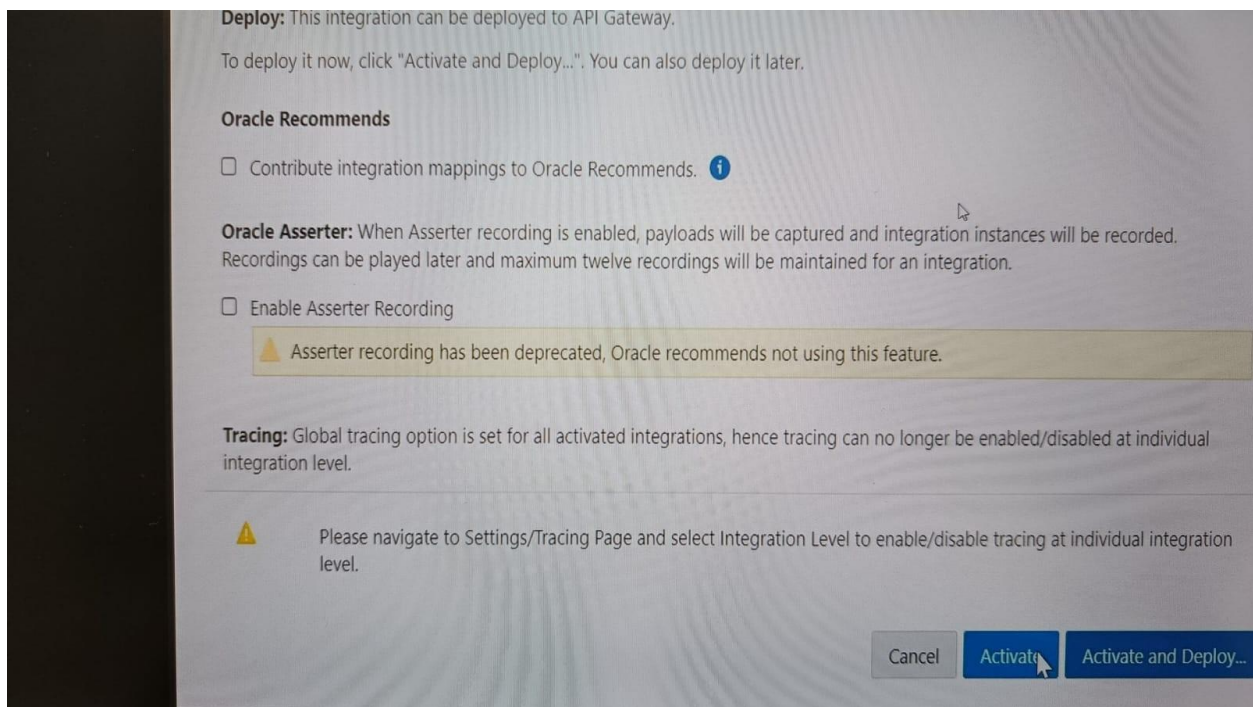 Deploy: This integration can be deployed to API Gateway.
To deploy it now, click "Activate and Deploy...". You can also deploy it later.
Oracle Recommends
Contribute integration mappings to Oracle Recommends.
Oracle Asserter: When Asserter recording is enabled, payloads will be captured and integration instances will be recorded.
Recordings can be played later and maximum twelve recordings will be maintained for an integration.
Enable Asserter Recording
Asserter recording has been deprecated, Oracle recommends not using this feature.
Tracing: Global tracing option is set for all activated integrations, hence tracing can no longer be enabled/disabled at individual
integration level.
Please navigate to Settings/Tracing Page and select Integration Level to enable/disable tracing at individual integration
level.
Cancel Activate Activate and Deploy...